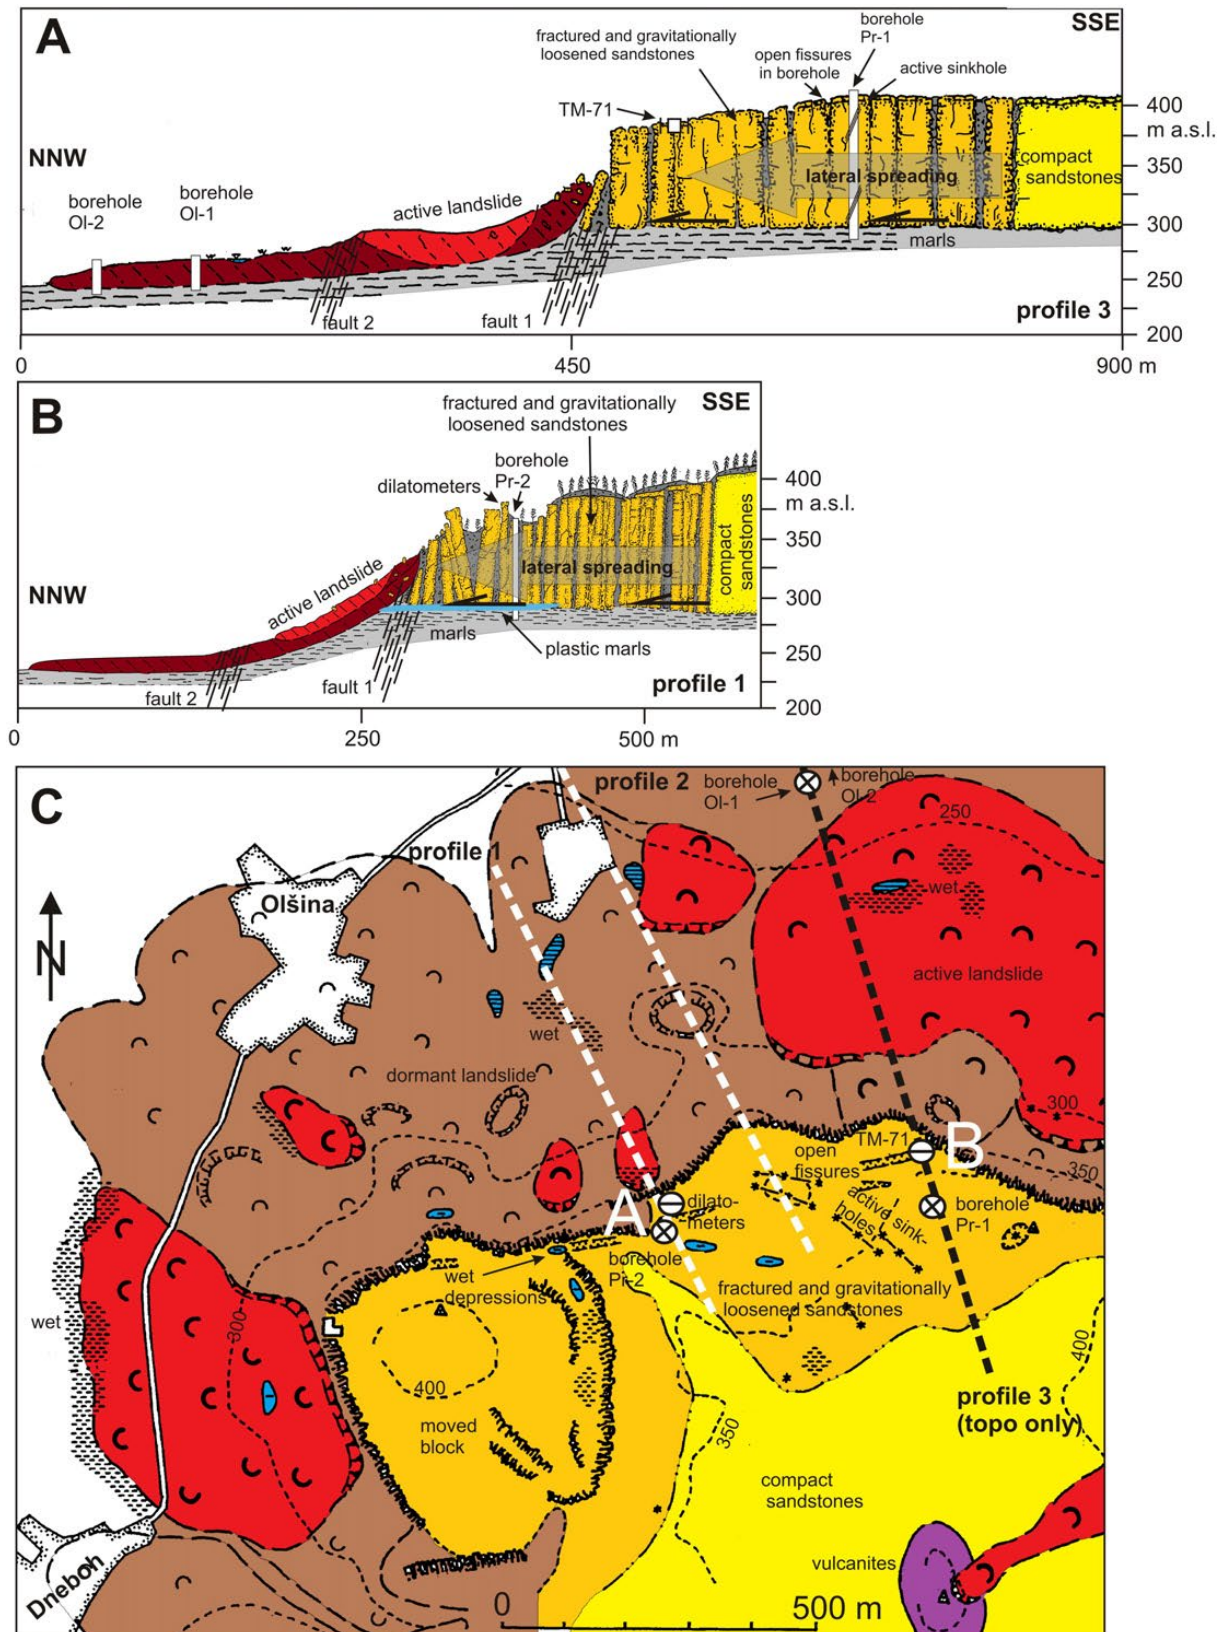 A
SSE
borehole
Pr-1
fractured and gravitationally
loosened sandstones
open fissures
in borehole
active sinkhole
TM-71
400
m a.s.l.
NNW
350
compact
sandstones
lateral spreading
borehole
Ol-2
borehole
Ol-1
active landslide
300
marls
250
fault 2
fault 1
profile 3
200
0
450
900 m
B
fractured and gravitationally
loosened sandstones
SSE
borehole
Pr-2
dilatometers
400
m a.s.l.
350
compact
sandstones
lateral spreading
active landslide
NNW
300
marls
plastic marls
250
fault 2
fault 1
profile 1
200
0
250
500 m
C
profile 2
borehole
Ol-1
borehole
Ol-2
250
profile 1
Olšina
wet
N
active landslide
wet
dormant landslide
300
TM-71
B
350
open
fissures
active sink-
holes
A
dilato-
meters
borehole
Pr-1
borehole
Pr-2
wet
depressions
fractured and gravitationally
loosened sandstones
wet
300
400
400
profile 3
(topo only)
moved
block
350
compact
sandstones
vulcanites
Dneboh
0
500 m